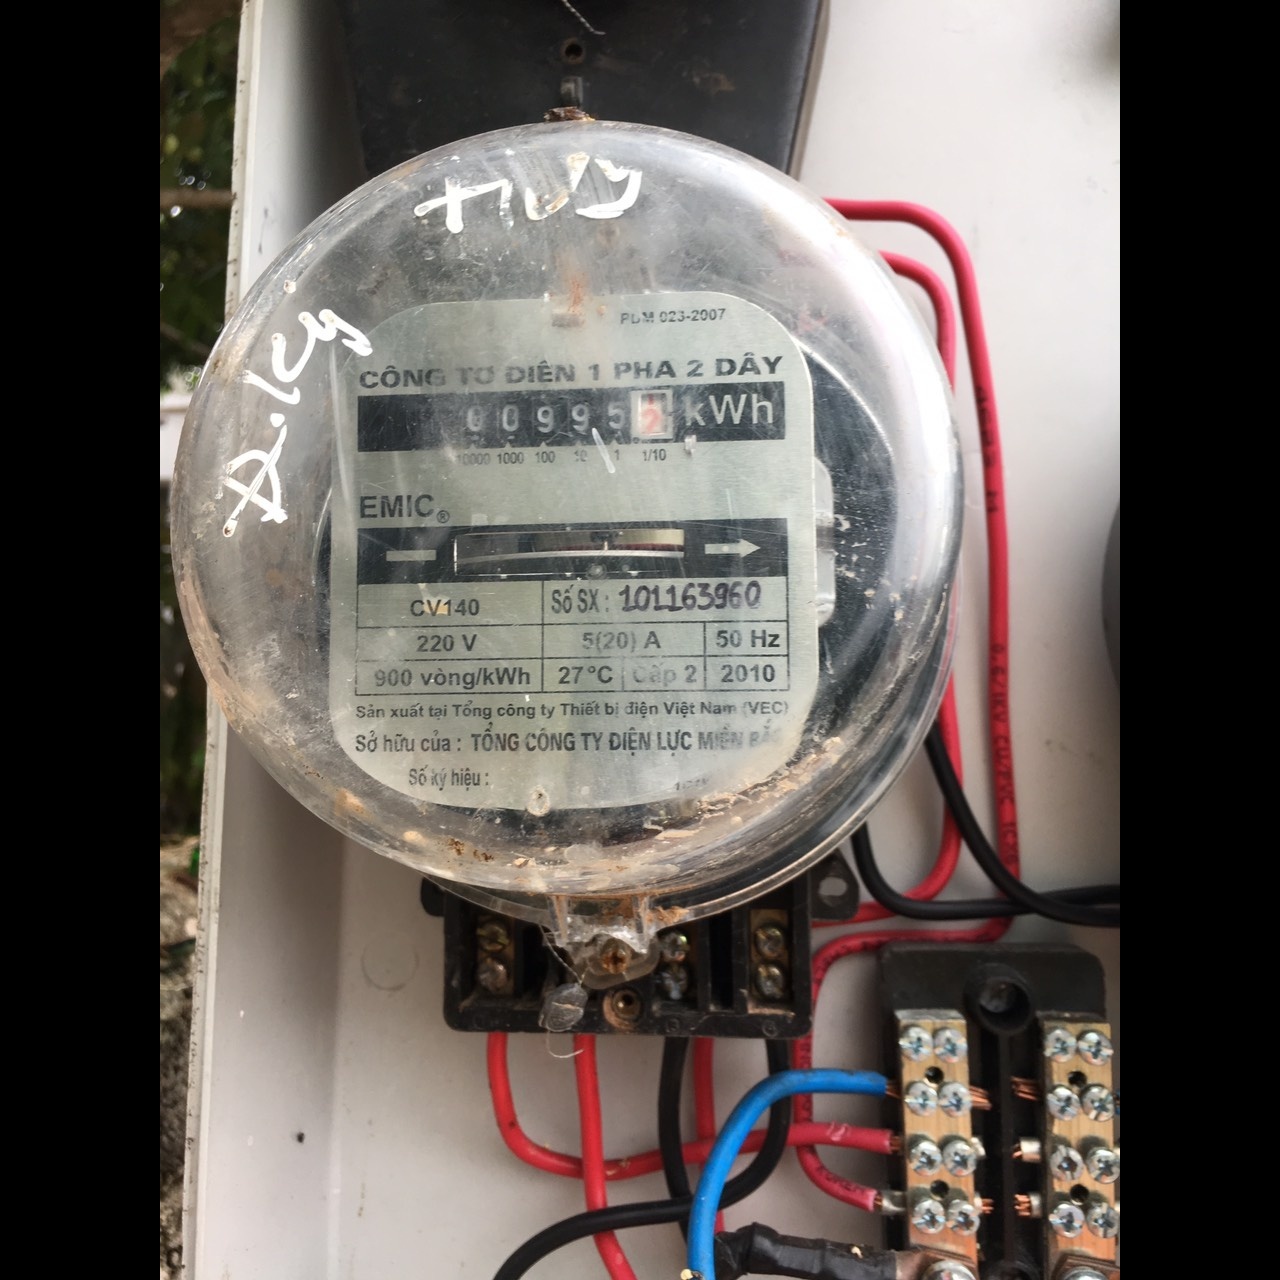 thuỷ
PDM 023-2007
CÔNG TƠ ĐIỆN 1 PHA 2 DÂY
009952 kWh
10000 1000 100 10 1 1/10
EMIC®
CV140 Số SX : 101163960
220 V 5(20) A 50 Hz
900 vòng/kWh 27°C Cấp 2 2010
Sản xuất tại Tổng công ty Thiết bị điện Việt Nam (VEC)
Sở hữu của : TỔNG CÔNG TY ĐIỆN LỰC MIỀN BẮC
Số ký hiệu :